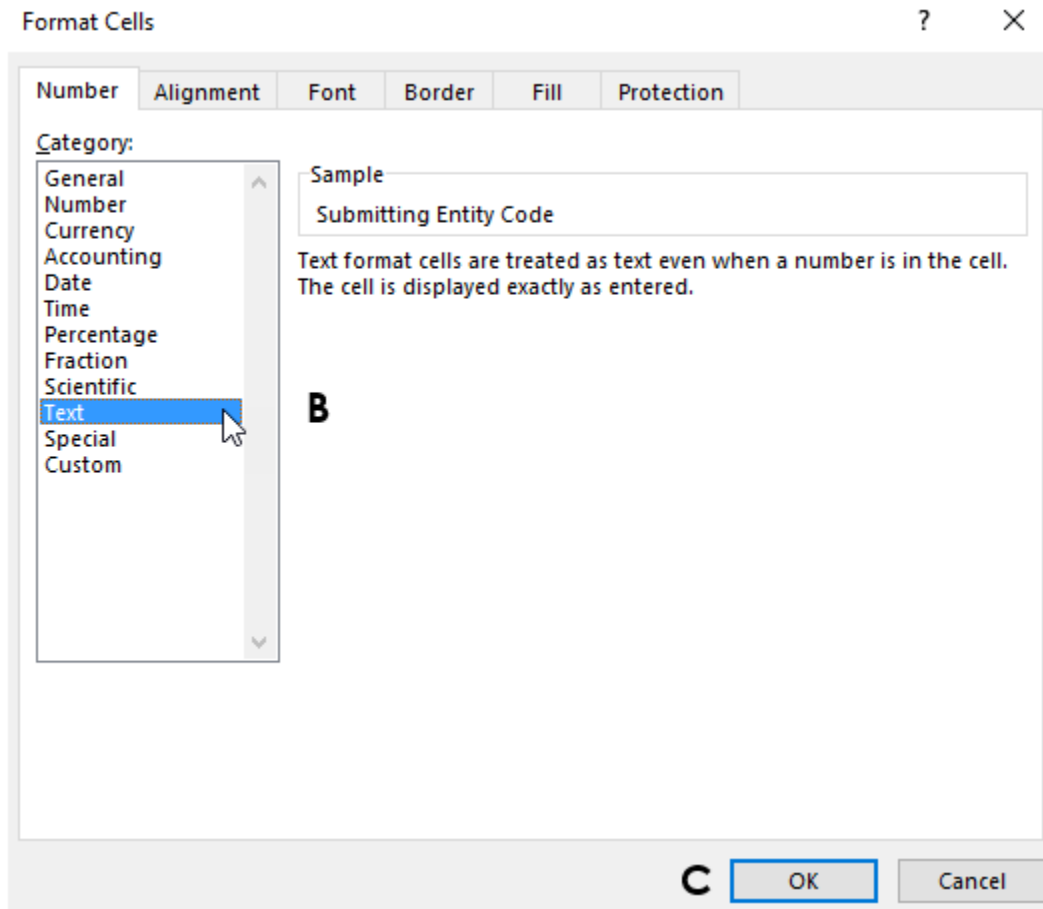 Format Cells ? ×
Number Alignment Font Border Fill Protection
Category:
General
Number
Currency
Accounting
Date
Time
Percentage
Fraction
Scientific
Text
Special
Custom
Sample
Submitting Entity Code
Text format cells are treated as text even when a number is in the cell.
The cell is displayed exactly as entered.
B
C OK Cancel